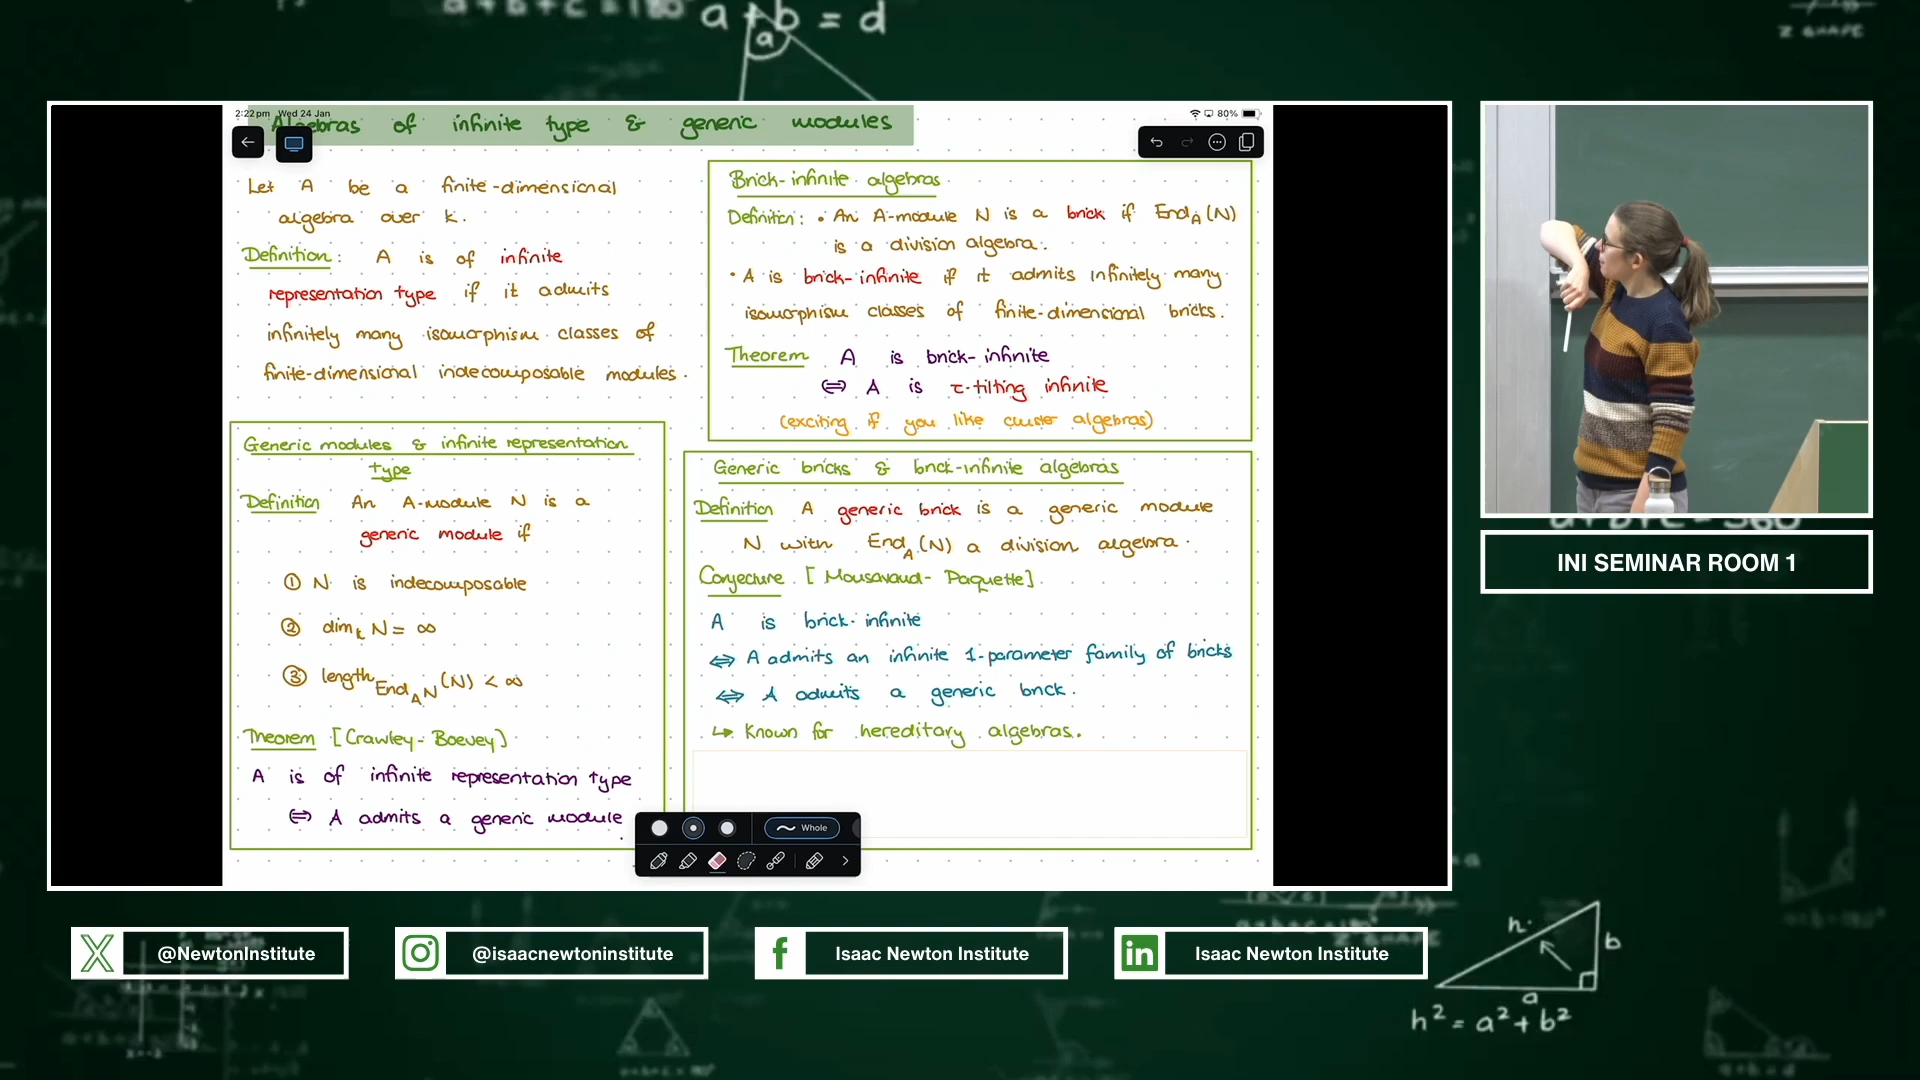 a+b+c=180°
a+b=d
a
Z SHAPE
2:22 pm Wed 24 Jan
80%
Algebras of infinite type & generic modules
Let A be a finite-dimensional
algebra over k.
Definition: A is of infinite
representation type if it admits
infinitely many isomorphism classes of
finite-dimensional indecomposable modules.
Generic modules & infinite representation
type
Definition An A-module N is a
generic module if
① N is indecomposable
② dim_k N = ∞
③ length_{End_A N} (N) < ∞
Theorem [Crawley-Boevey]
A is of infinite representation type
⇔ A admits a generic module
Brick-infinite algebras
Definition: • An A-module N is a brick if End_A(N)
is a division algebra.
• A is brick-infinite if it admits infinitely many
isomorphism classes of finite-dimensional bricks.
Theorem A is brick-infinite
⇔ A is τ-tilting infinite
(exciting if you like cluster algebras)
Generic bricks & brick-infinite algebras
Definition A generic brick is a generic module
N with End_A(N) a division algebra.
Conjecture [Mousavand-Paquette]
A is brick-infinite
⇔ A admits an infinite 1-parameter family of bricks
⇔ A admits a generic brick.
↳ Known for hereditary algebras.
Whole
INI SEMINAR ROOM 1
@NewtonInstitute
@isaacnewtoninstitute
Isaac Newton Institute
Isaac Newton Institute
h
b
a
h² = a² + b²